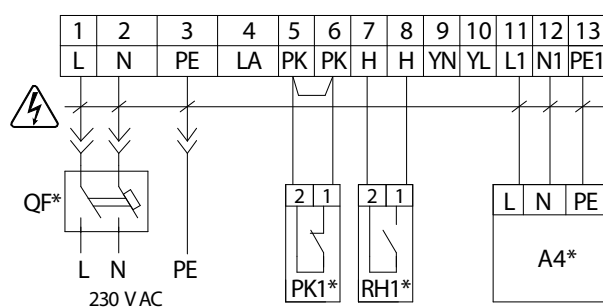 1 2 3 4 5 6 7 8 9 10 11 12 13
L N PE LA PK PK H H YN YL L1 N1 PE1
QF*
2 1
2 1
L N PE
A4*
L N PE
PK1*
RH1*
230 V AC